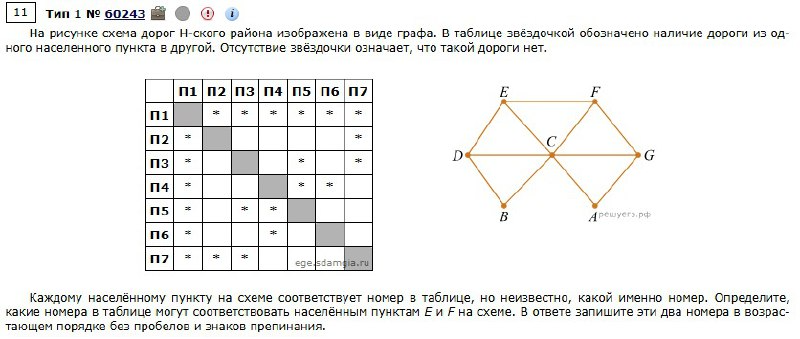 11 Тип 1 № 60243 i
На рисунке схема дорог Н-ского района изображена в виде графа. В таблице звёздочкой обозначено наличие дороги из од-
ного населенного пункта в другой. Отсутствие звёздочки означает, что такой дороги нет.
П1 П2 П3 П4 П5 П6 П7
П1 * * * * * *
П2 * *
П3 * * *
П4 * * *
П5 * * *
П6 * *
П7 * * *
ege.sdamgia.ru
E F
D C G
B A
решуегэ.рф
Каждому населённому пункту на схеме соответствует номер в таблице, но неизвестно, какой именно номер. Определите,
какие номера в таблице могут соответствовать населённым пунктам E и F на схеме. В ответе запишите эти два номера в возрас-
тающем порядке без пробелов и знаков препинания.